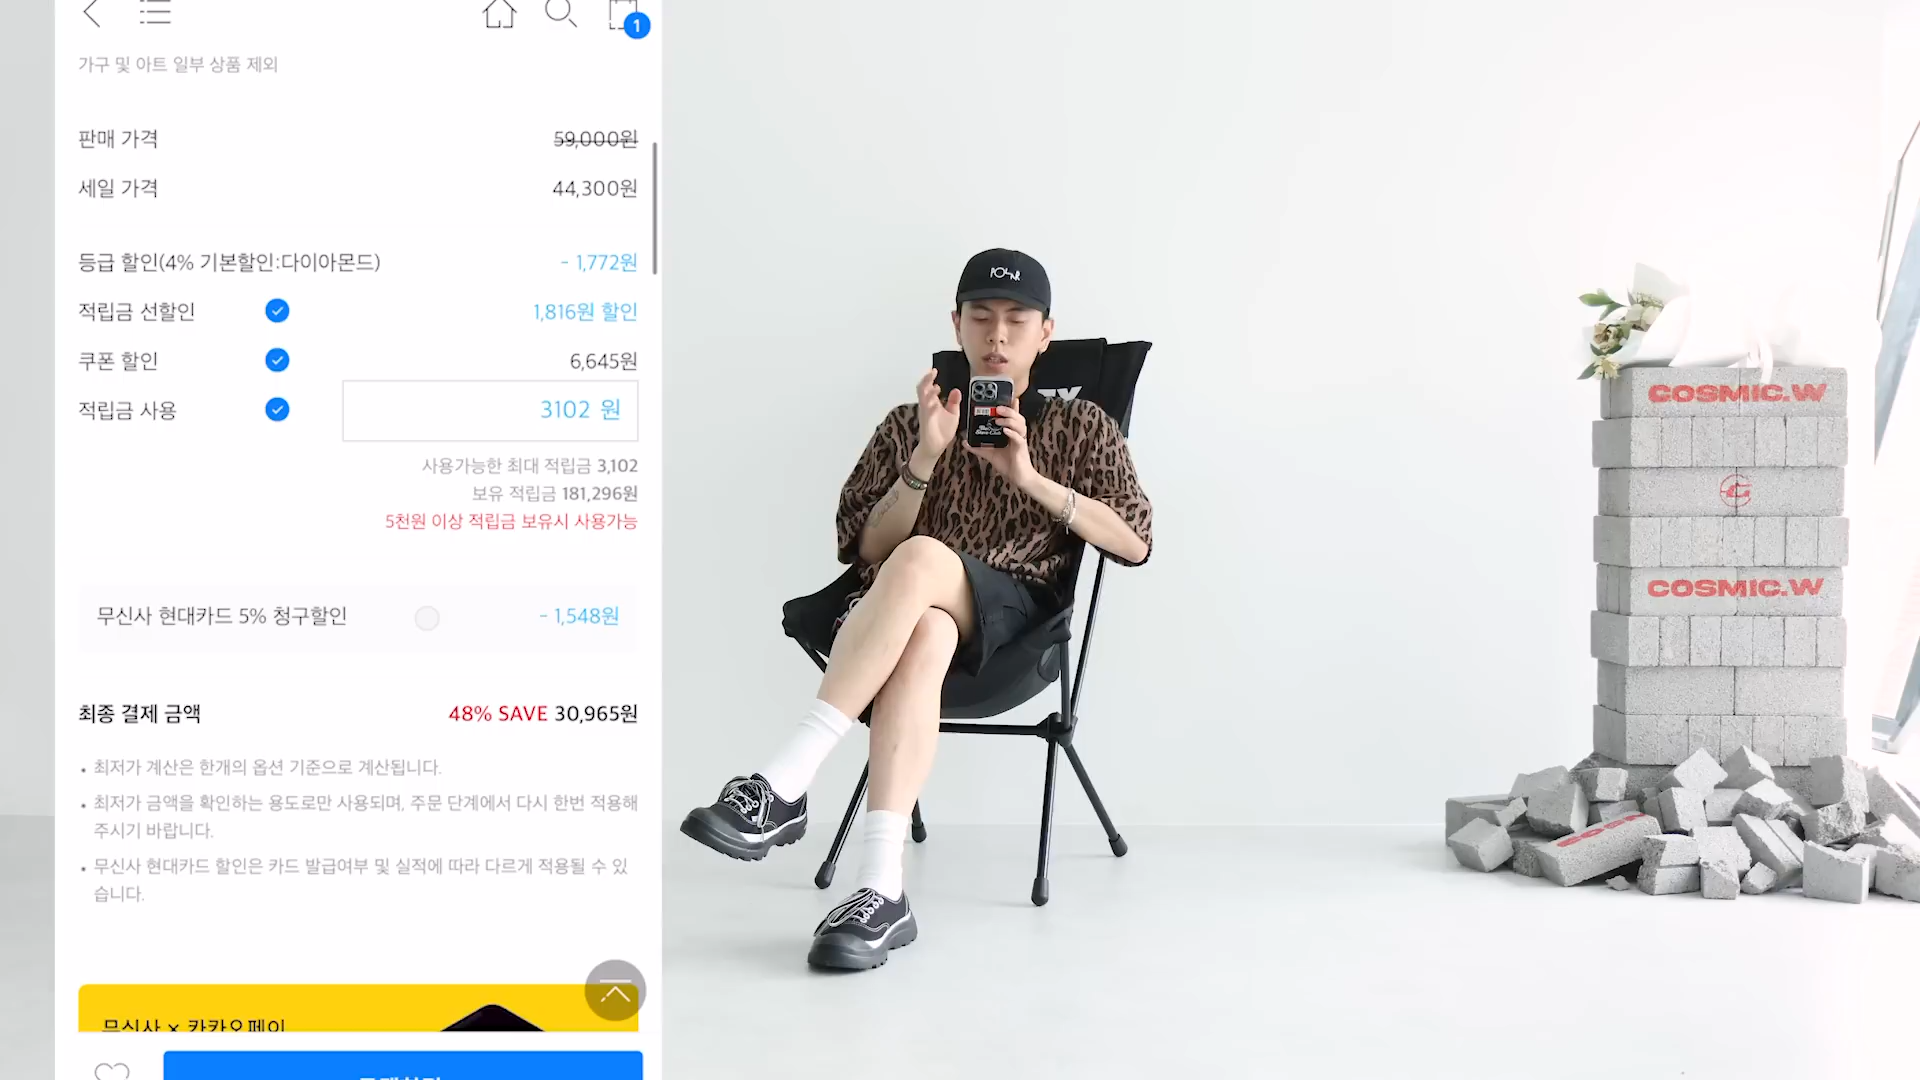 1
가구 및 아트 일부 상품 제외
판매 가격 59,000원
세일 가격 44,300원
등급 할인(4% 기본할인:다이아몬드) - 1,772원
적립금 선할인 1,816원 할인
쿠폰 할인 6,645원
적립금 사용 3102 원
사용가능한 최대 적립금 3,102
보유 적립금 181,296원
5천원 이상 적립금 보유시 사용가능
무신사 현대카드 5% 청구할인 - 1,548원
최종 결제 금액 48% SAVE 30,965원
• 최저가 계산은 한개의 옵션 기준으로 계산됩니다.
• 최저가 금액을 확인하는 용도로만 사용되며, 주문 단계에서 다시 한번 적용해
주시기 바랍니다.
• 무신사 현대카드 할인은 카드 발급여부 및 실적에 따라 다르게 적용될 수 있
습니다.
무신사 × 카카오페이
POLAR
COSMIC.W
COSMIC.W